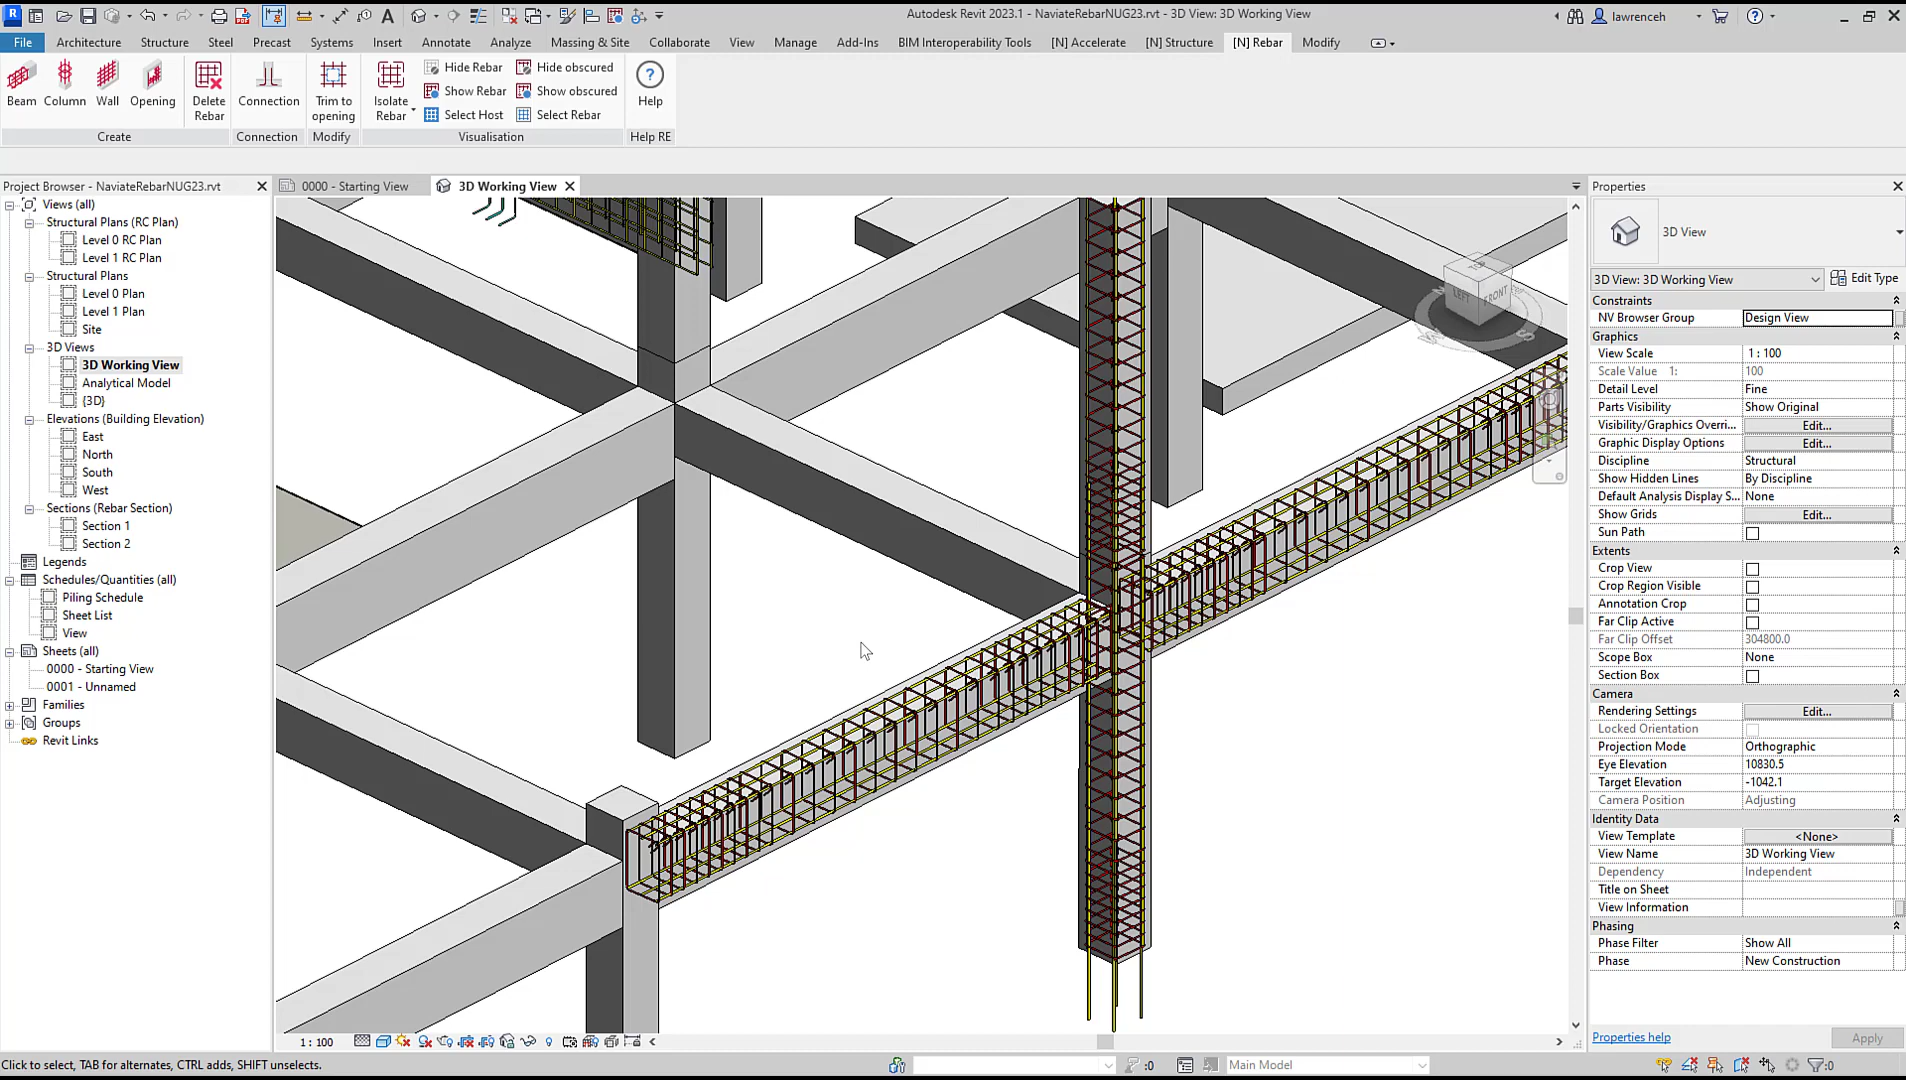 Autodesk Revit 2023.1 - NaviateRebarNUG23.rvt - 3D View: 3D Working View
lawrenceh
File
Architecture
Structure
Steel
Precast
Systems
Insert
Annotate
Analyze
Massing & Site
Collaborate
View
Manage
Add-Ins
BIM Interoperability Tools
[N] Accelerate
[N] Structure
[N] Rebar
Modify
Beam
Column
Wall
Opening
Delete Rebar
Connection
Trim to opening
Isolate Rebar
Hide Rebar
Show Rebar
Select Host
Hide obscured
Show obscured
Select Rebar
Help
Create
Connection
Modify
Visualisation
Help RE
Project Browser - NaviateRebarNUG23.rvt
0000 - Starting View
3D Working View
Properties
Views (all)
Structural Plans (RC Plan)
Level 0 RC Plan
Level 1 RC Plan
Structural Plans
Level 0 Plan
Level 1 Plan
Site
3D Views
3D Working View
Analytical Model
{3D}
Elevations (Building Elevation)
East
North
South
West
Sections (Rebar Section)
Section 1
Section 2
Legends
Schedules/Quantities (all)
Piling Schedule
Sheet List
View
Sheets (all)
0000 - Starting View
0001 - Unnamed
Families
Groups
Revit Links
TOP
LEFT
FRONT
S
3D View
3D View: 3D Working View
Edit Type
Constraints
NV Browser Group Design View
Graphics
View Scale 1 : 100
Scale Value 1: 100
Detail Level Fine
Parts Visibility Show Original
Visibility/Graphics Overri... Edit...
Graphic Display Options Edit...
Discipline Structural
Show Hidden Lines By Discipline
Default Analysis Display S... None
Show Grids Edit...
Sun Path
Extents
Crop View
Crop Region Visible
Annotation Crop
Far Clip Active
Far Clip Offset 304800.0
Scope Box None
Section Box
Camera
Rendering Settings Edit...
Locked Orientation
Projection Mode Orthographic
Eye Elevation 10830.5
Target Elevation -1042.1
Camera Position Adjusting
Identity Data
View Template <None>
View Name 3D Working View
Dependency Independent
Title on Sheet
View Information
Phasing
Phase Filter Show All
Phase New Construction
Properties help
Apply
1 : 100
Click to select, TAB for alternates, CTRL adds, SHIFT unselects.
:0
Main Model
:0